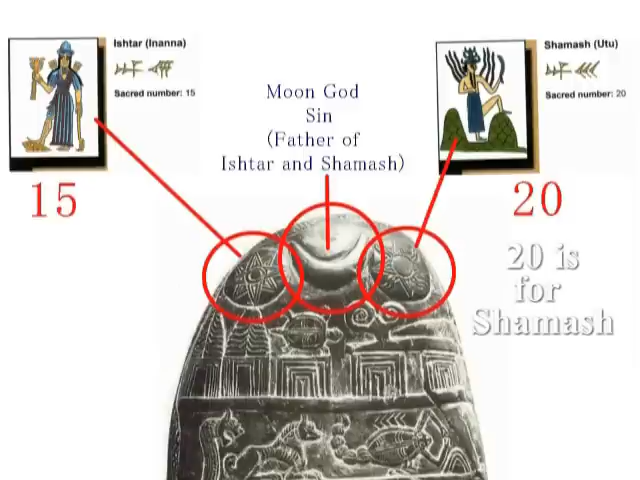 Ishtar (Inanna)
Sacred number: 15
15
Moon God
Sin
(Father of
Ishtar and Shamash)
Shamash (Utu)
Sacred number: 20
20
20 is
for
Shamash